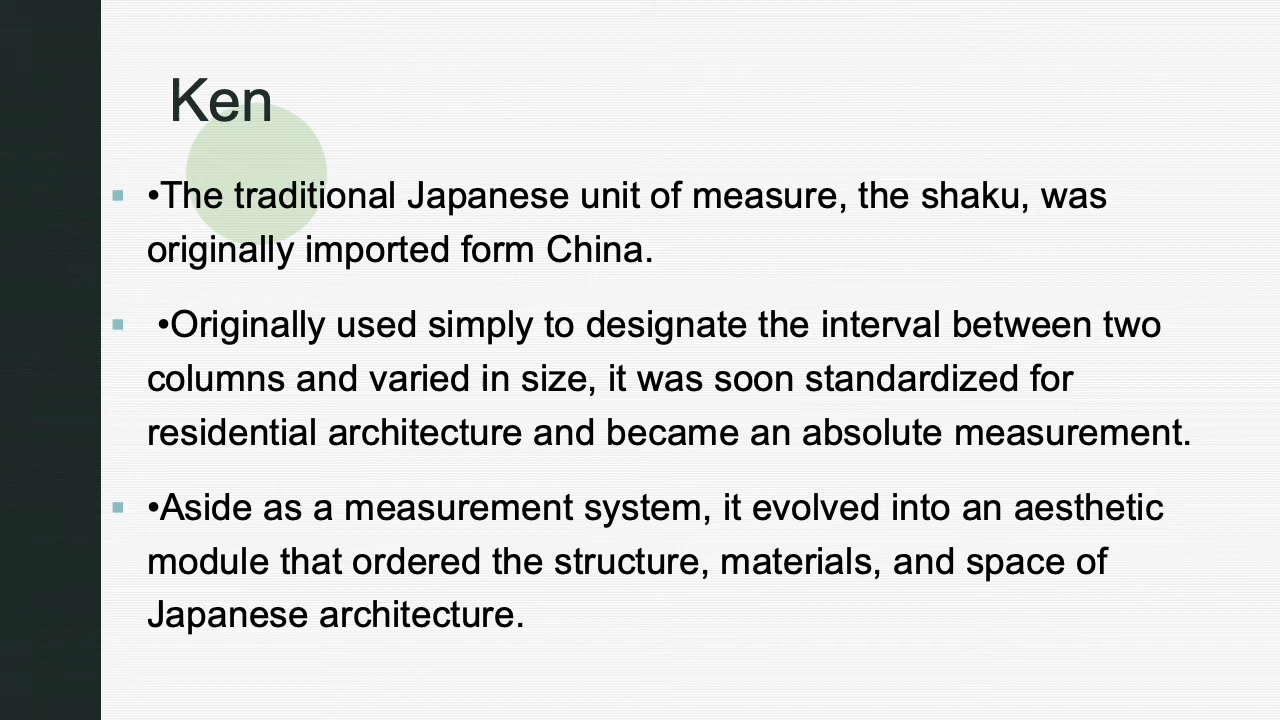 Ken
▪ •The traditional Japanese unit of measure, the shaku, was
originally imported form China.
▪ •Originally used simply to designate the interval between two
columns and varied in size, it was soon standardized for
residential architecture and became an absolute measurement.
▪ •Aside as a measurement system, it evolved into an aesthetic
module that ordered the structure, materials, and space of
Japanese architecture.